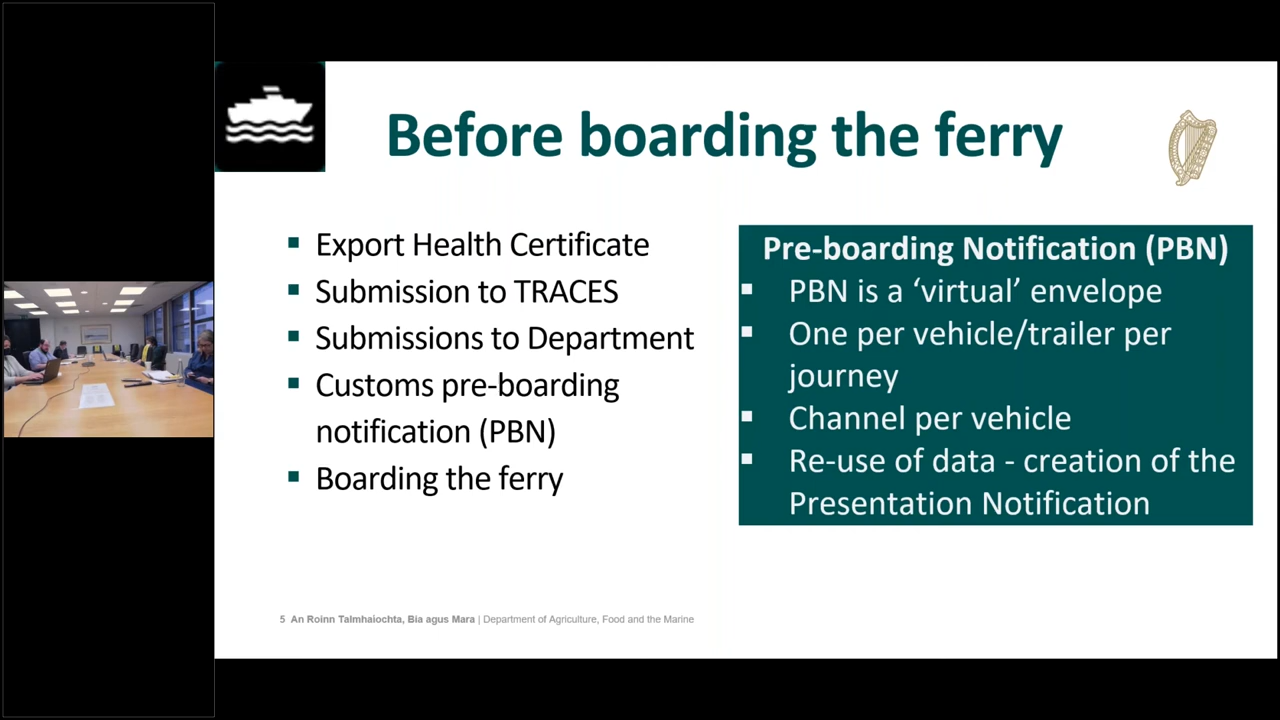 Before boarding the ferry
Export Health Certificate
Submission to TRACES
Submissions to Department
Customs pre-boarding
notification (PBN)
Boarding the ferry
Pre-boarding Notification (PBN)
PBN is a ‘virtual’ envelope
One per vehicle/trailer per
journey
Channel per vehicle
Re-use of data - creation of the
Presentation Notification
5 An Roinn Talmhaíochta, Bia agus Mara | Department of Agriculture, Food and the Marine